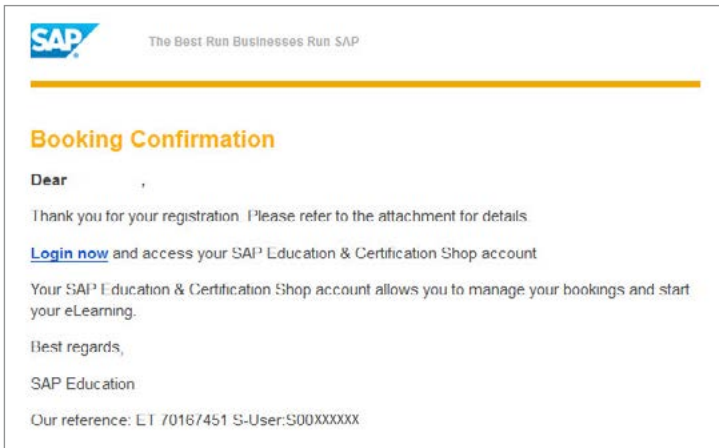 SAP
The Best Run Businesses Run SAP
Booking Confirmation
Dear ,
Thank you for your registration. Please refer to the attachment for details.
Login now and access your SAP Education & Certification Shop account
Your SAP Education & Certification Shop account allows you to manage your bookings and start
your eLearning.
Best regards,
SAP Education
Our reference: ET 70167451 S-User:S00XXXXXX